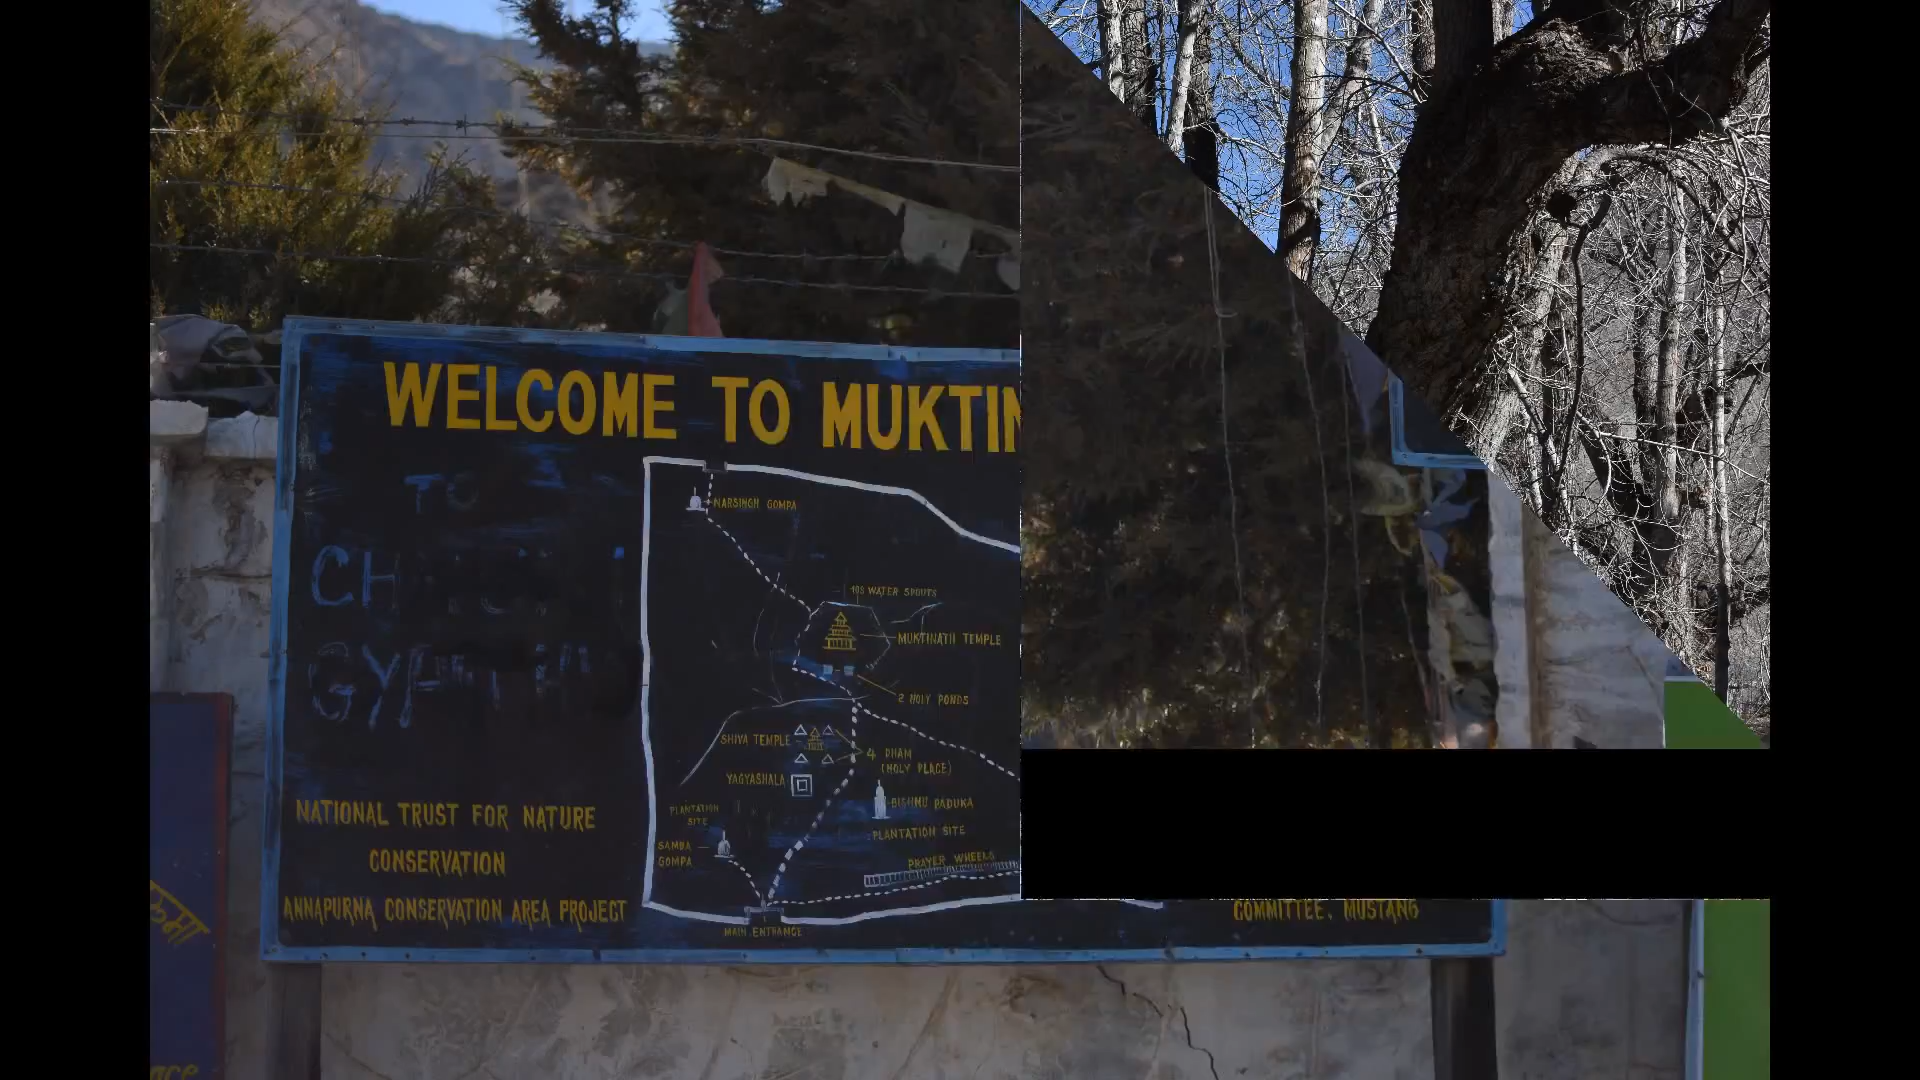 WELCOME TO
TO
CH
NARSINGH GOMPA
108 WATER SPOUTS
MUKTINATH TEMPLE
2 HOLY PONDS
SHIVA TEMPLE
4 DHAM
(HOLY PLACE)
YAGYASHALA
PLANTATION
SITE
BISHNU PADUKA
PLANTATION SITE
SAMBA
GOMPA
PRAYER WHEELS
MAIN ENTRANCE
NATIONAL TRUST FOR NATURE
CONSERVATION
ANNAPURNA CONSERVATION AREA PROJECT
COMMITTEE, MUSTANG